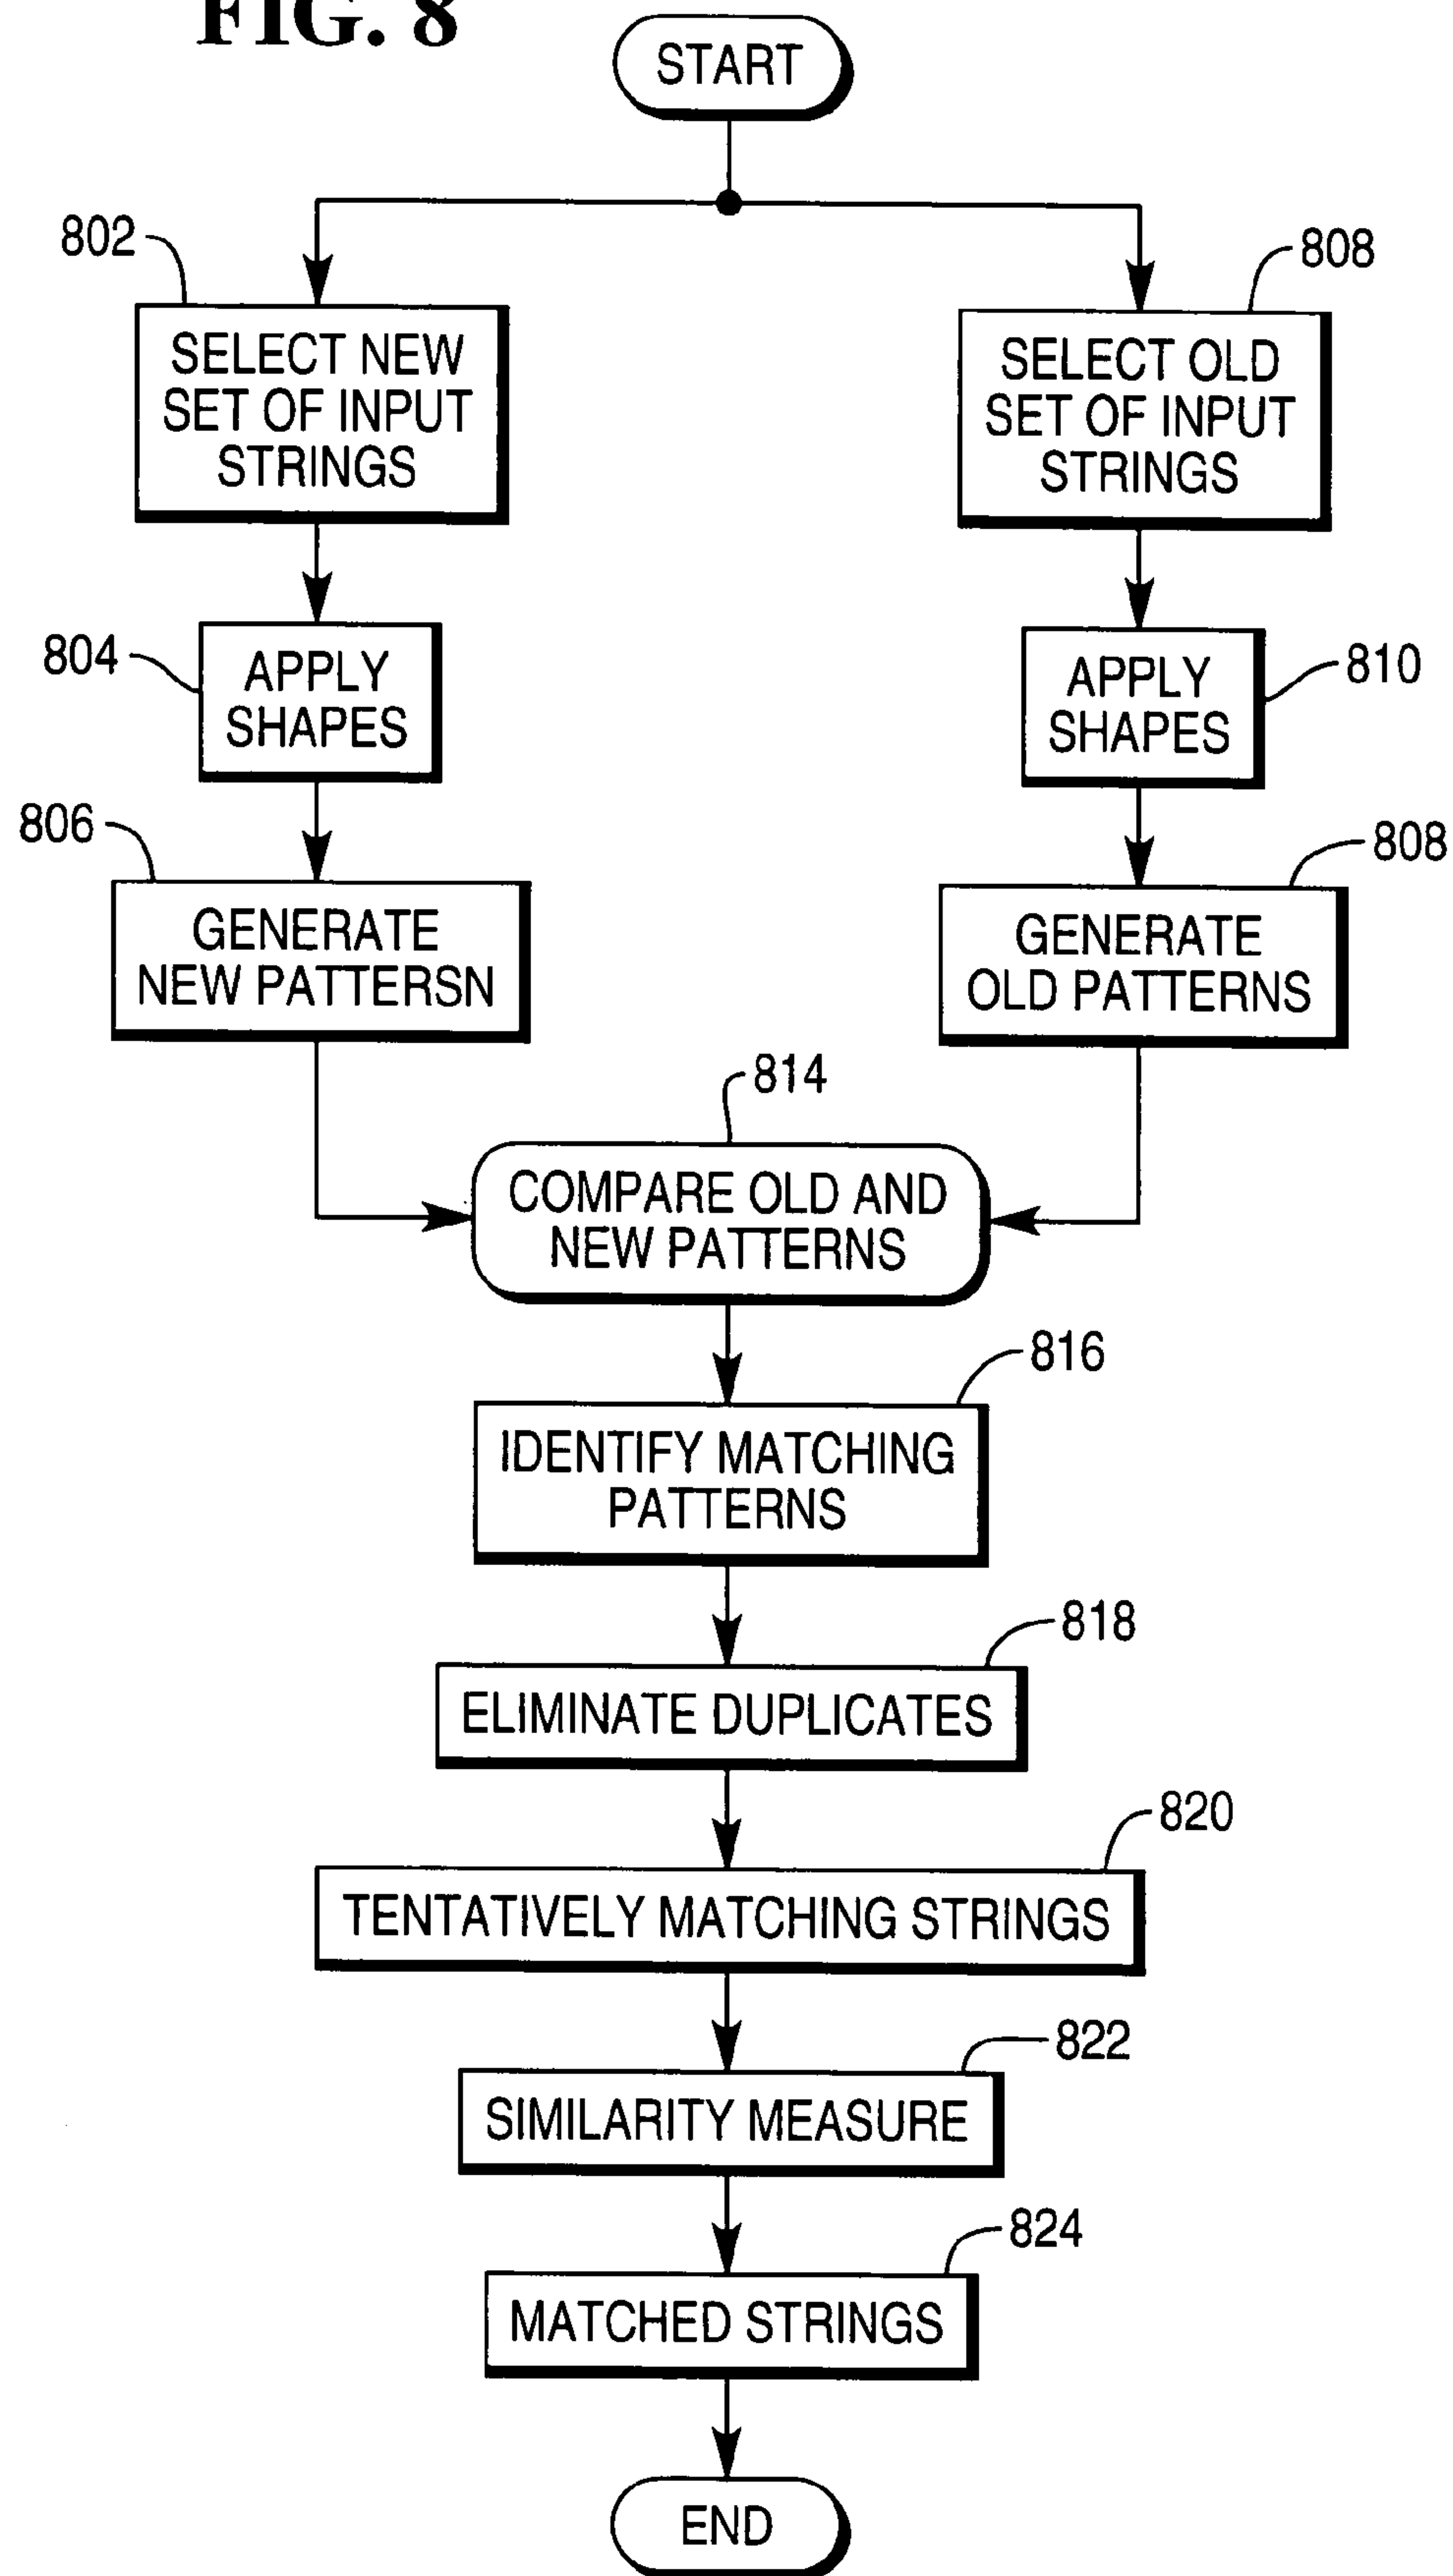 FIG. 8
START
802
SELECT NEW
SET OF INPUT
STRINGS
808
SELECT OLD
SET OF INPUT
STRINGS
804
APPLY
SHAPES
810
APPLY
SHAPES
806
GENERATE
NEW PATTERSN
808
GENERATE
OLD PATTERNS
814
COMPARE OLD AND
NEW PATTERNS
816
IDENTIFY MATCHING
PATTERNS
818
ELIMINATE DUPLICATES
820
TENTATIVELY MATCHING STRINGS
822
SIMILARITY MEASURE
824
MATCHED STRINGS
END